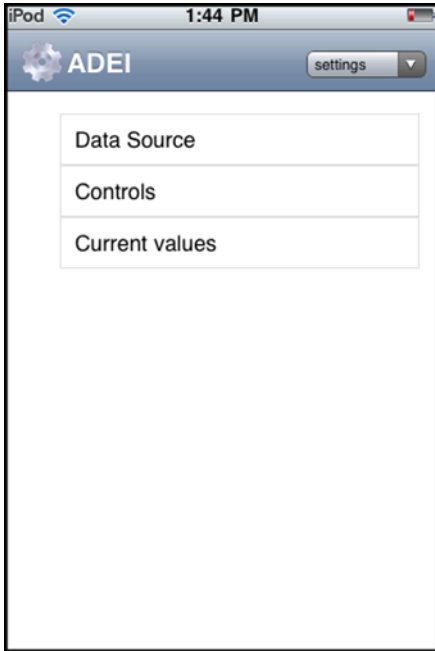 iPod 1:44 PM
ADEI settings
Data Source
Controls
Current values